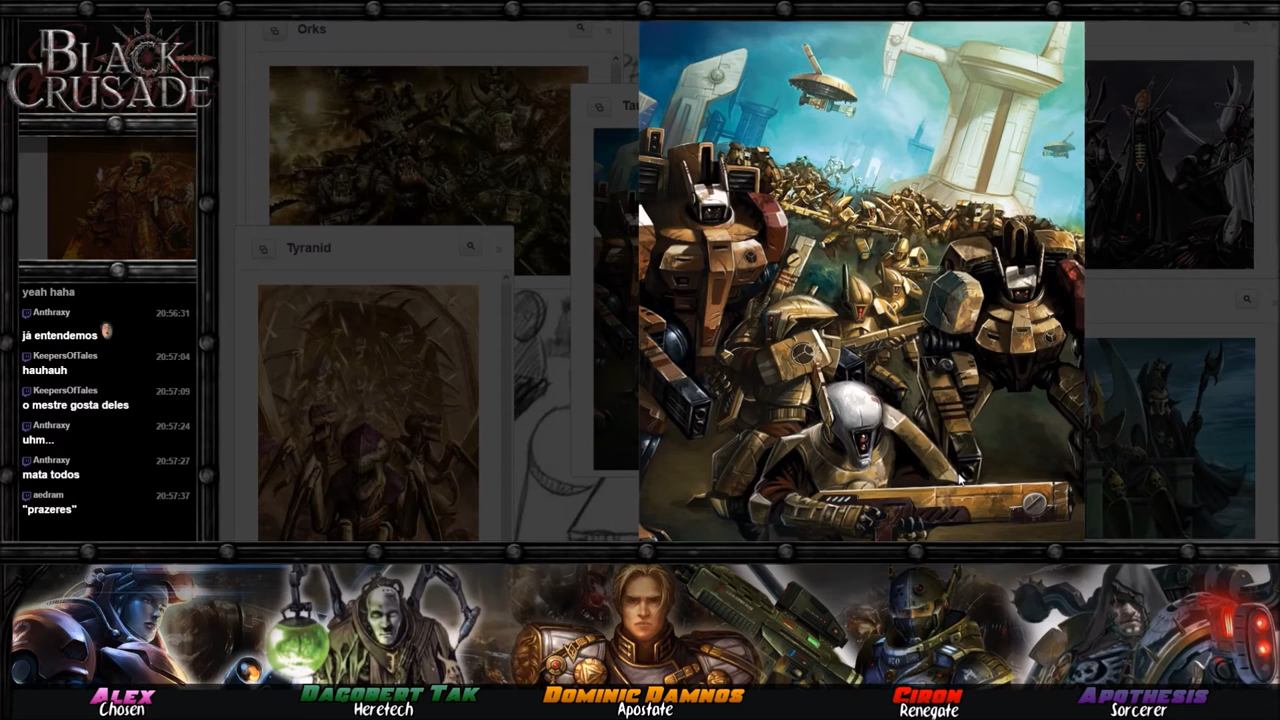 BLACK
CRUSADE
Orks
Tyranid
yeah haha
Anthraxy 20:56:31
já entendemos
KeepersOfTales 20:57:04
hauhauh
KeepersOfTales 20:57:09
o mestre gosta deles
Anthraxy 20:57:24
uhm...
Anthraxy 20:57:27
mata todos
aedram 20:57:37
"prazeres"
ALEX
Chosen
DAGOBERT TAK
Heretech
DOMINIC DAMNOS
Apostate
CIRON
Renegate
APOTHESIS
Sorcerer